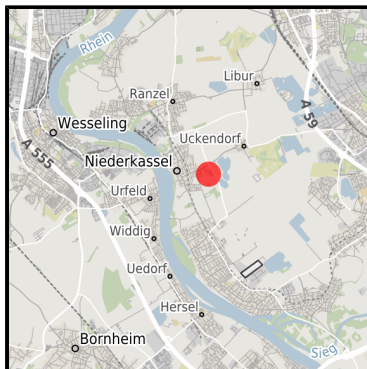 Rhein
Libur
Ranzel
A 59
Wesseling
Uckendorf
A 555
Niederkassel
Urfeld
Widdig
Uedorf
Hersel
Bornheim
Sieg